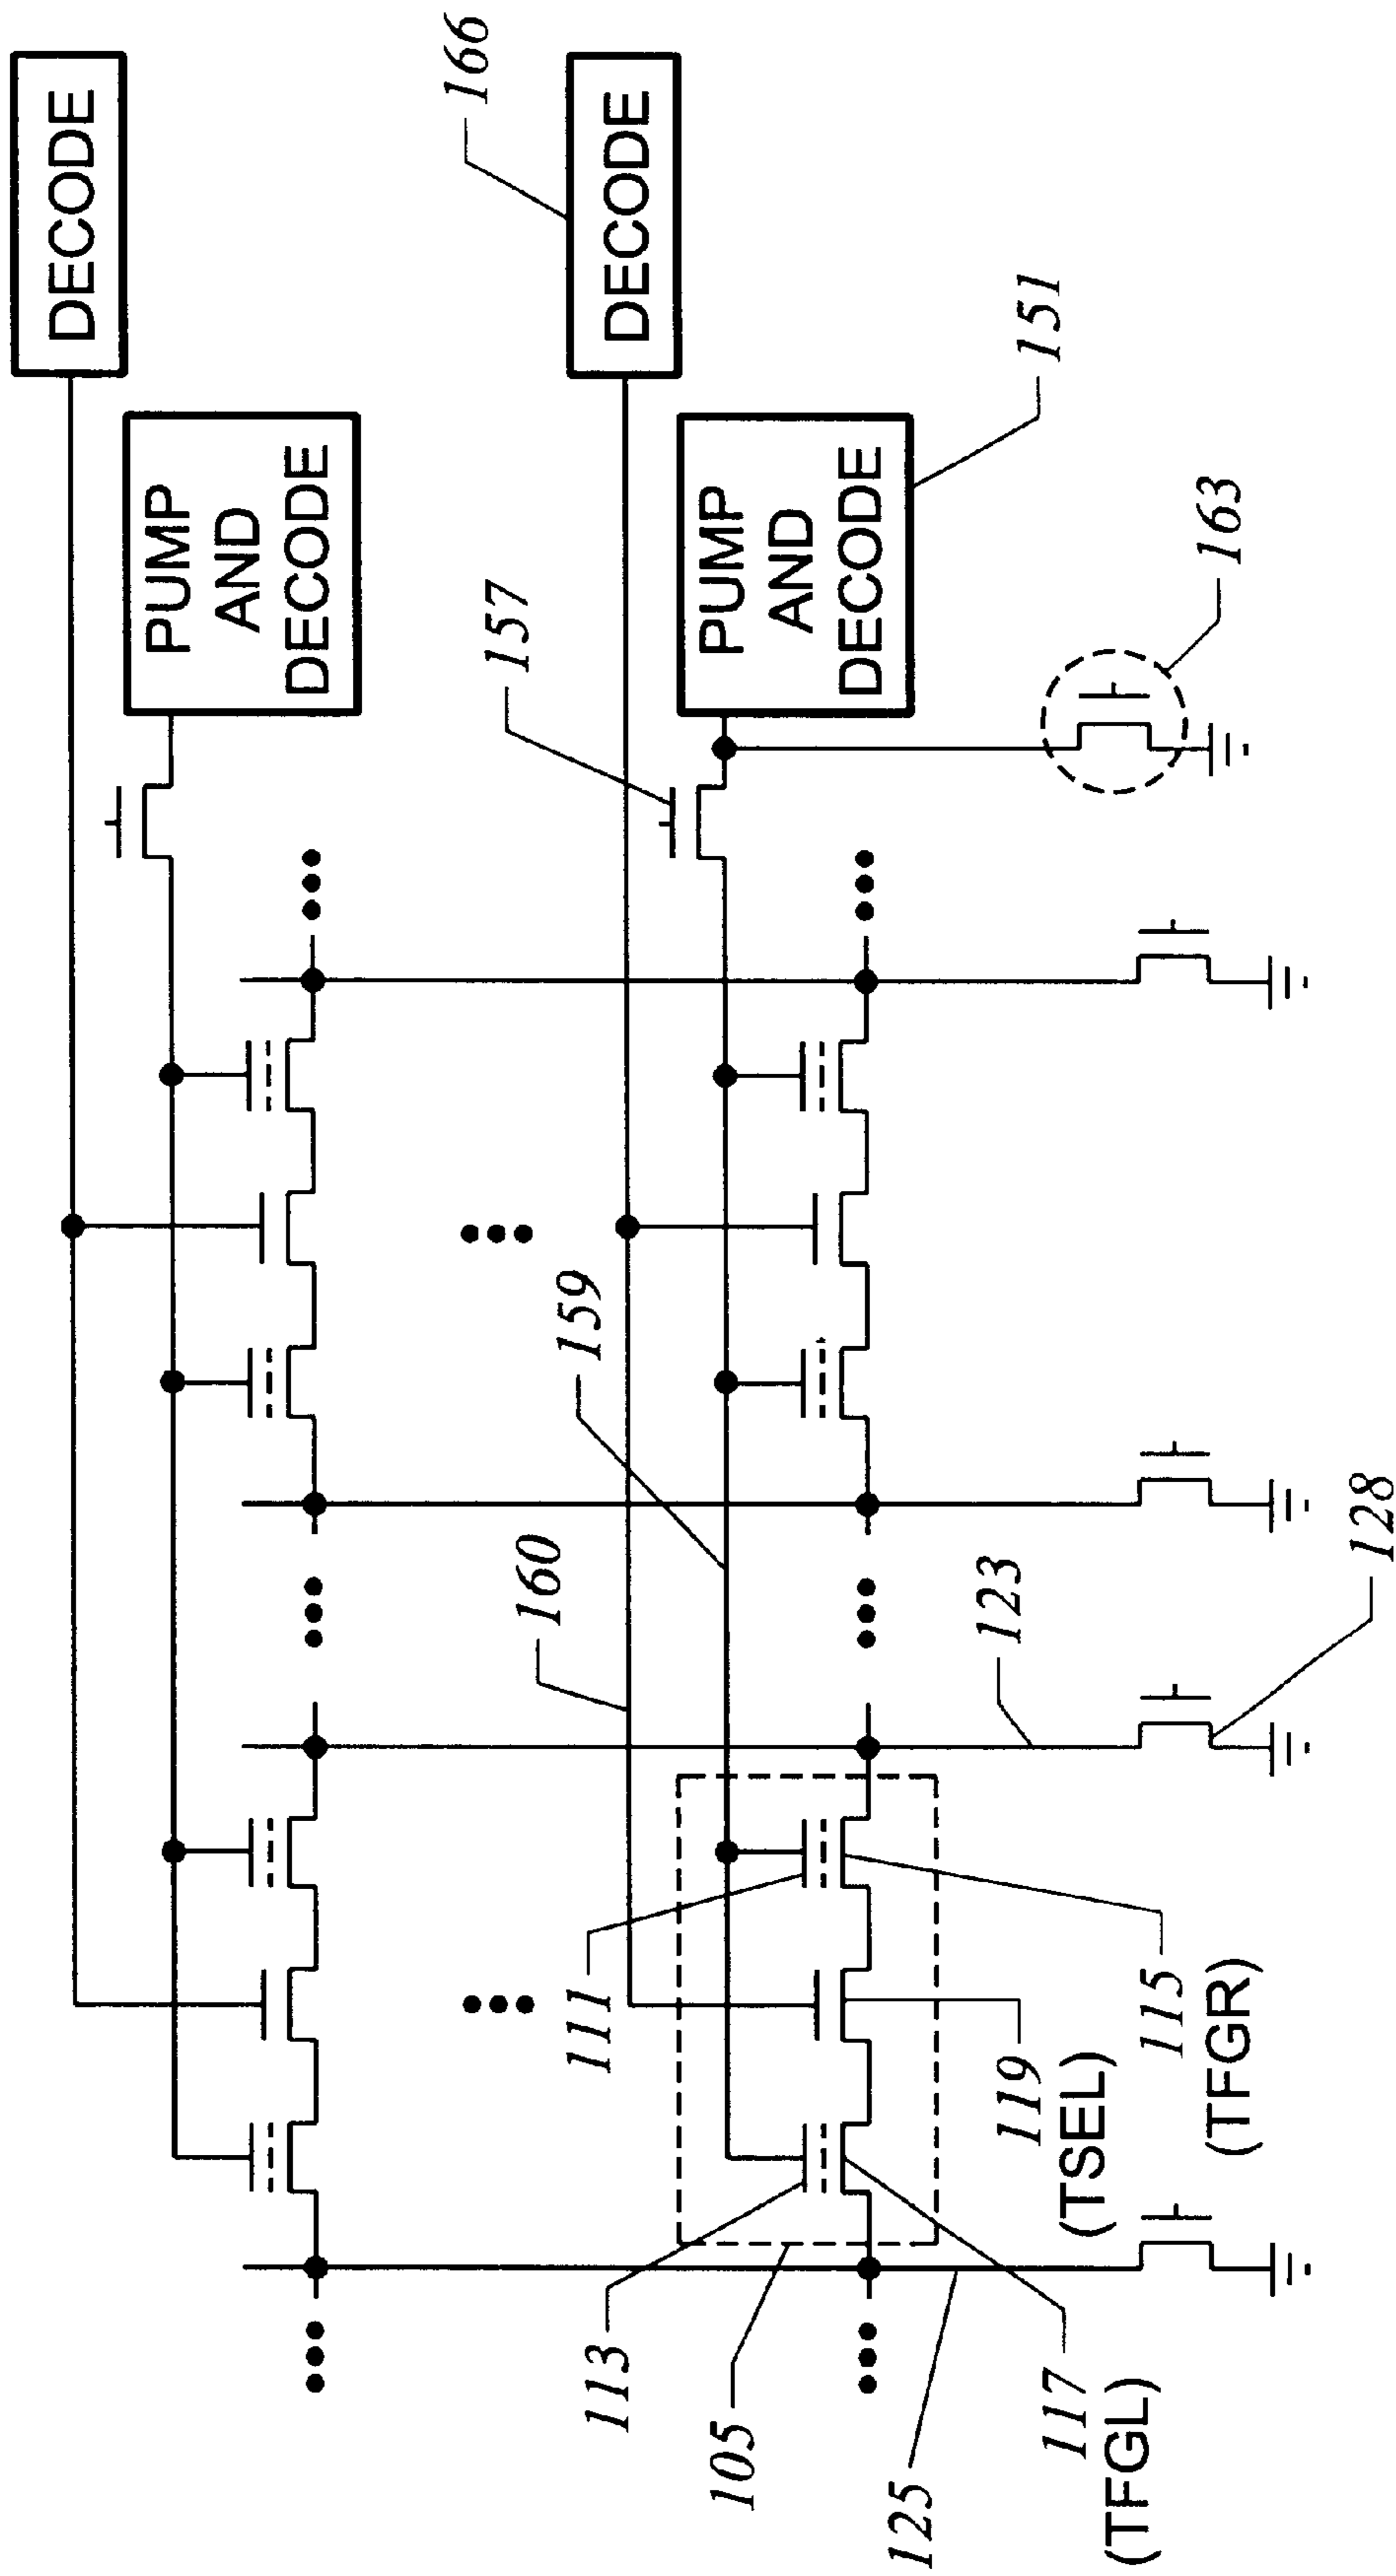 DECODE
166
DECODE
PUMP
AND
DECODE
157
PUMP
AND
DECODE
151
163
159
160
123
128
111
115
(TFGR)
119
(TSEL)
113
105
125
117
(TFGL)